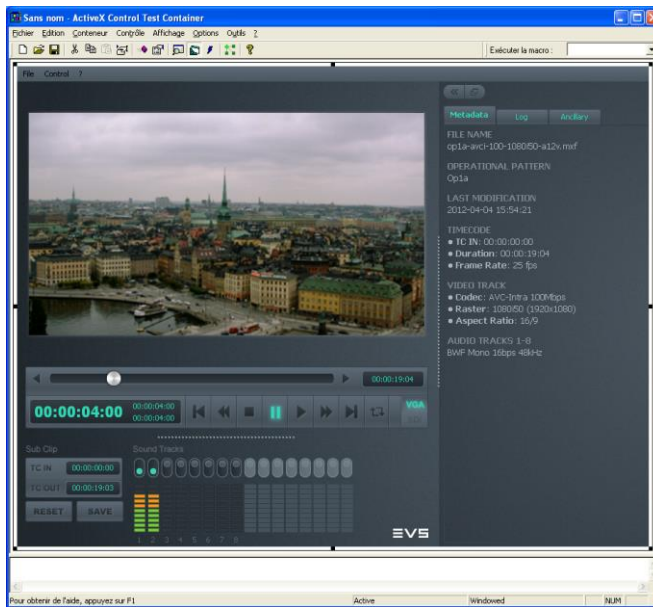 Sans nom - ActiveX Control Test Container
Fichier Edition Conteneur Contrôle Affichage Options Outils ?
Exécuter la macro :
File Control ?
Metadata Log Ancillary
FILE NAME
op1a-avci-100-1080i50-a12v.mxf
OPERATIONAL PATTERN
Op1a
LAST MODIFICATION
2012-04-04 15:54:21
TIMECODE
TC IN: 00:00:00:00
Duration: 00:00:19:04
Frame Rate: 25 fps
VIDEO TRACK
Codec: AVC-Intra 100Mbps
Raster: 1080i50 (1920x1080)
Aspect Ratio: 16/9
AUDIO TRACKS 1-8
BWF Mono 16bps 48kHz
00:00:19:04
00:00:04:00
00:00:04:00
00:00:04:00
VGA
Sub Clip Sound Tracks
TC IN 00:00:00:00
TC OUT 00:00:19:03
RESET SAVE
1 2 3 4 5 6 7 8
EVS
Pour obtenir de l'aide, appuyez sur F1 Active Windowed NUM